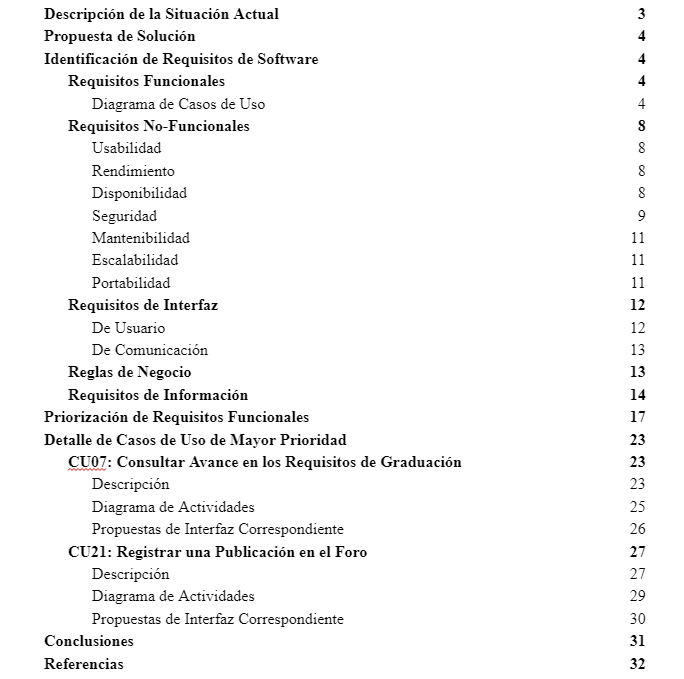 Descripción de la Situación Actual 3
Propuesta de Solución 4
Identificación de Requisitos de Software 4
Requisitos Funcionales 4
Diagrama de Casos de Uso 4
Requisitos No-Funcionales 8
Usabilidad 8
Rendimiento 8
Disponibilidad 8
Seguridad 9
Mantenibilidad 11
Escalabilidad 11
Portabilidad 11
Requisitos de Interfaz 12
De Usuario 12
De Comunicación 13
Reglas de Negocio 13
Requisitos de Información 14
Priorización de Requisitos Funcionales 17
Detalle de Casos de Uso de Mayor Prioridad 23
CU07: Consultar Avance en los Requisitos de Graduación 23
Descripción 23
Diagrama de Actividades 25
Propuestas de Interfaz Correspondiente 26
CU21: Registrar una Publicación en el Foro 27
Descripción 27
Diagrama de Actividades 29
Propuestas de Interfaz Correspondiente 30
Conclusiones 31
Referencias 32